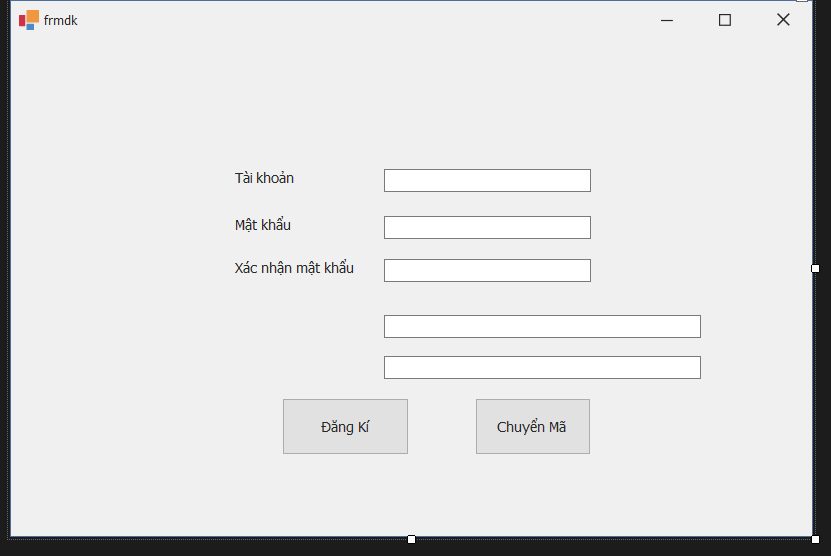 frmdk
Tài khoản
Mật khẩu
Xác nhận mật khẩu
Đăng Kí
Chuyển Mã